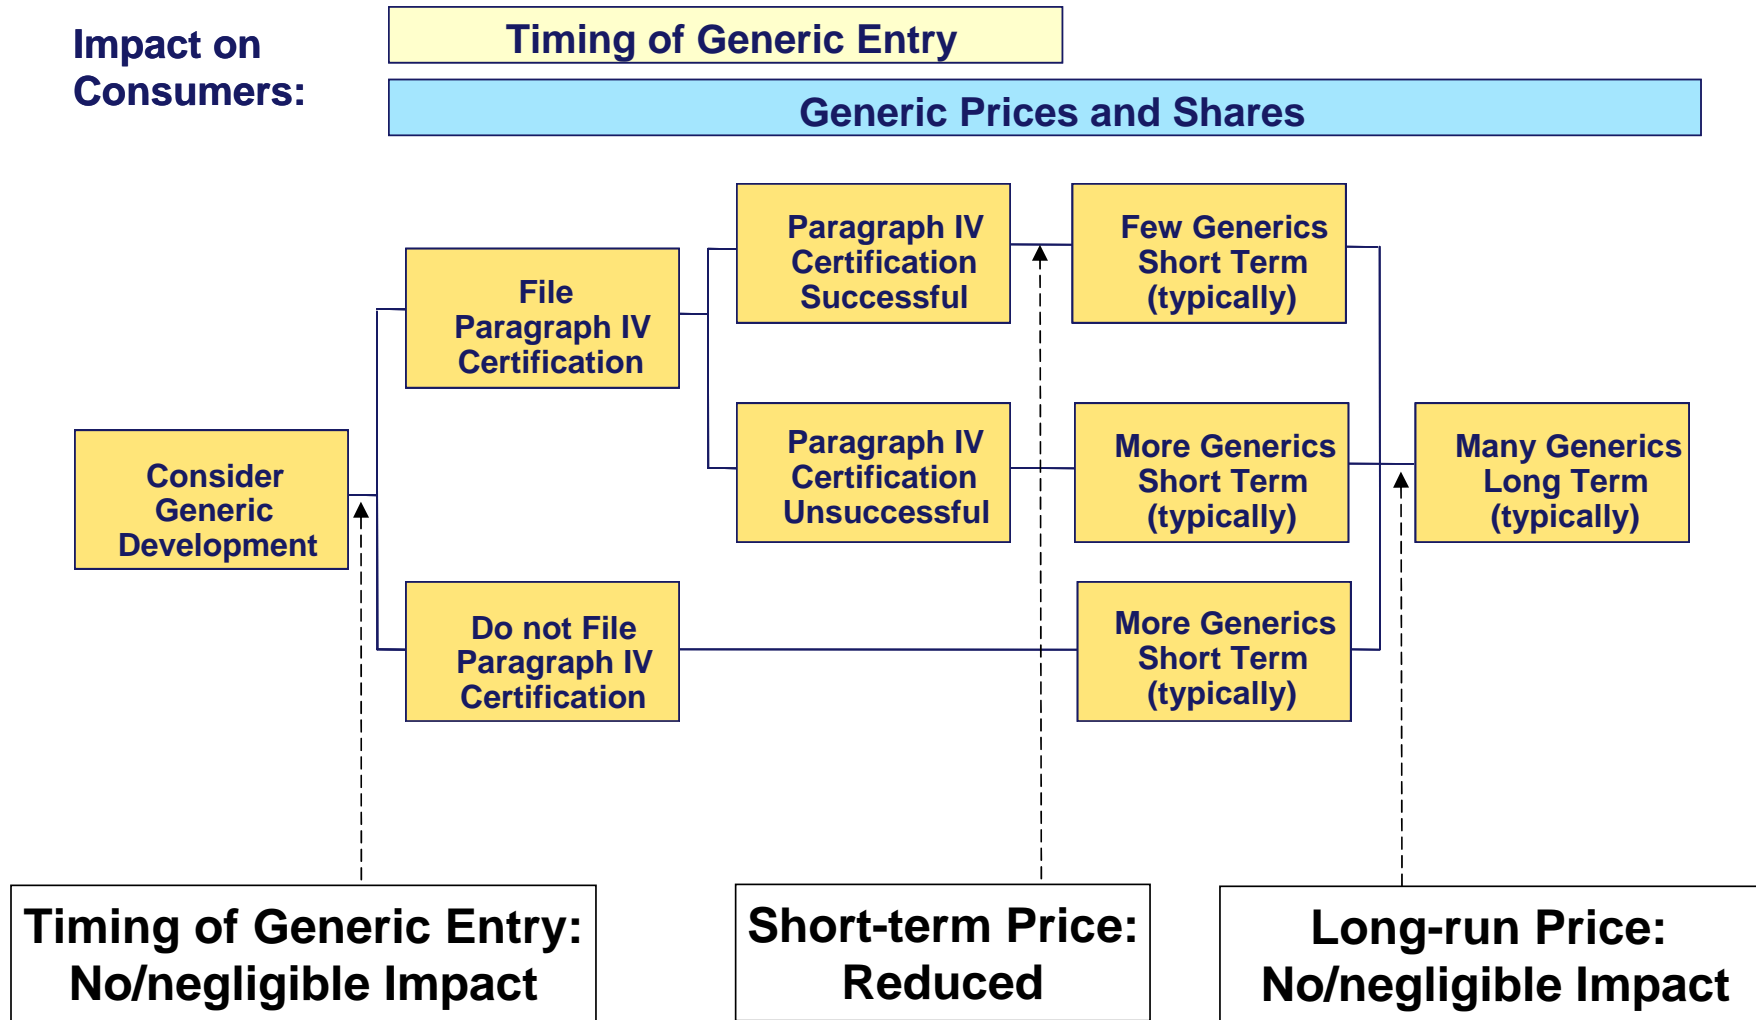 Impact on
Consumers:
Timing of Generic Entry
Generic Prices and Shares
Consider
Generic
Development
File
Paragraph IV
Certification
Do not File
Paragraph IV
Certification
Paragraph IV
Certification
Successful
Paragraph IV
Certification
Unsuccessful
Few Generics
Short Term
(typically)
More Generics
Short Term
(typically)
More Generics
Short Term
(typically)
Many Generics
Long Term
(typically)
Timing of Generic Entry:
No/negligible Impact
Short-term Price:
Reduced
Long-run Price:
No/negligible Impact